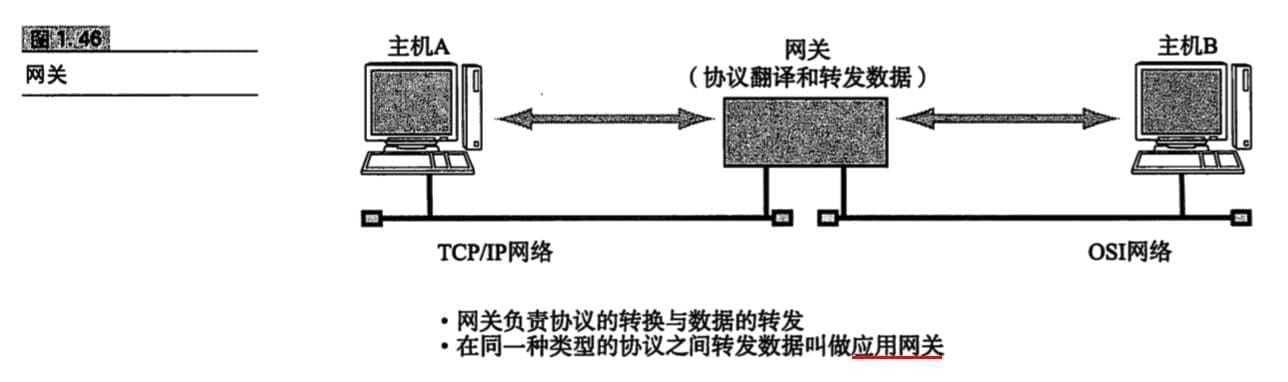 图1.46
网关
主机A
网关
（协议翻译和转发数据）
主机B
TCP/IP网络
OSI网络
• 网关负责协议的转换与数据的转发
• 在同一种类型的协议之间转发数据叫做应用网关